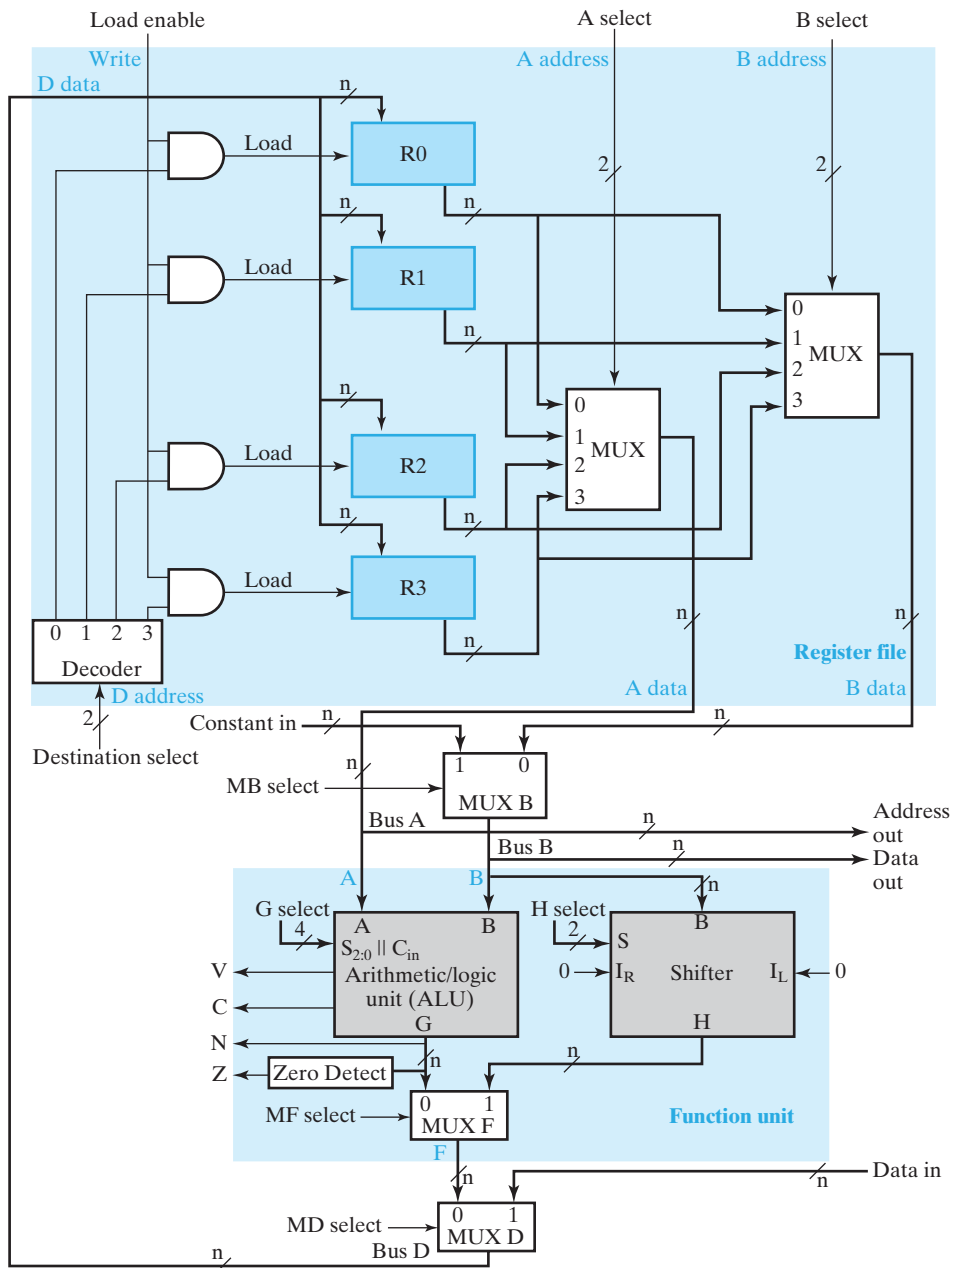 Load enable
A select
B select
Write
A address
B address
D data
n
Load
R0
2
2
n
n
Load
R1
n
0
1
MUX
2
3
n
0
1
MUX
2
3
Load
R2
n
n
Load
R3
n
n
n
0 1 2 3
Decoder
D address
2
Destination select
Register file
A data
B data
Constant in
n
n
n
1 0
MUX B
MB select
Bus A
n
Address out
Bus B
n
Data out
A
B
n
G select
4
A B
S2:0 || Cin
Arithmetic/logic
unit (ALU)
G
H select
2
B
S
0
IR
Shifter
IL
0
H
V
C
N
Z
Zero Detect
n
n
0 1
MUX F
MF select
Function unit
F
n
n
Data in
0 1
MUX D
MD select
Bus D
n